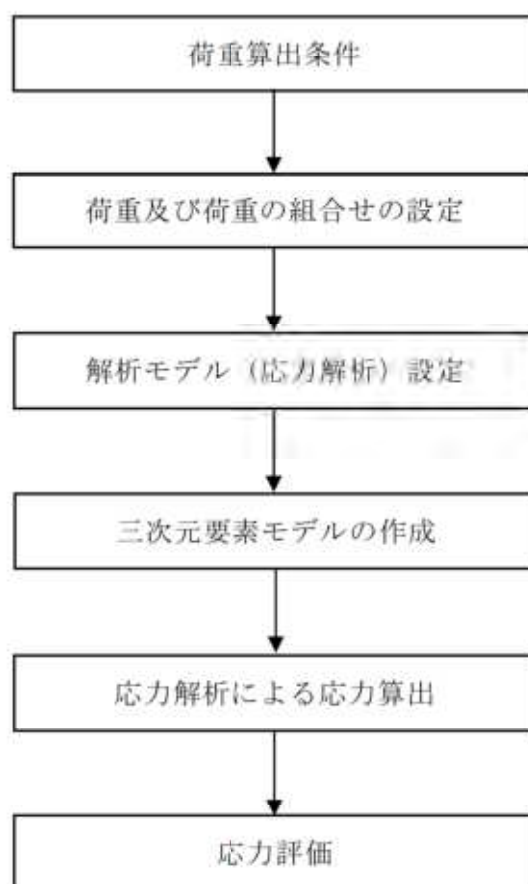 荷重算出条件
荷重及び荷重の組合せの設定
解析モデル（応力解析）設定
三次元要素モデルの作成
応力解析による応力算出
応力評価